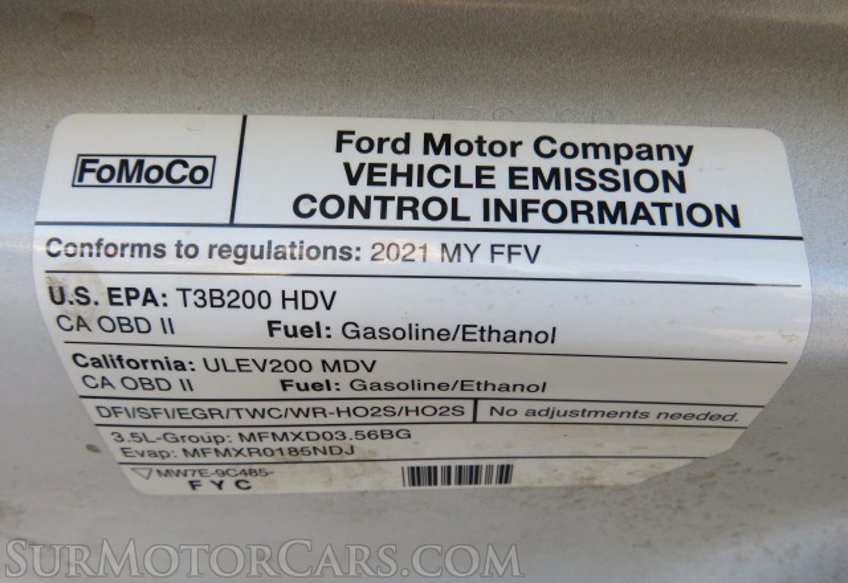 FoMoCo
Ford Motor Company
VEHICLE EMISSION
CONTROL INFORMATION
Conforms to regulations: 2021 MY FFV
U.S. EPA: T3B200 HDV
CA OBD II Fuel: Gasoline/Ethanol
California: ULEV200 MDV
CA OBD II Fuel: Gasoline/Ethanol
DFI/SFI/EGR/TWC/WR-HO2S/HO2S No adjustments needed.
3.5L-Group: MFMXD03.56BG
Evap: MFMXR0185NDJ
MW7E-9C485-
FYC
SurMotorCars.com